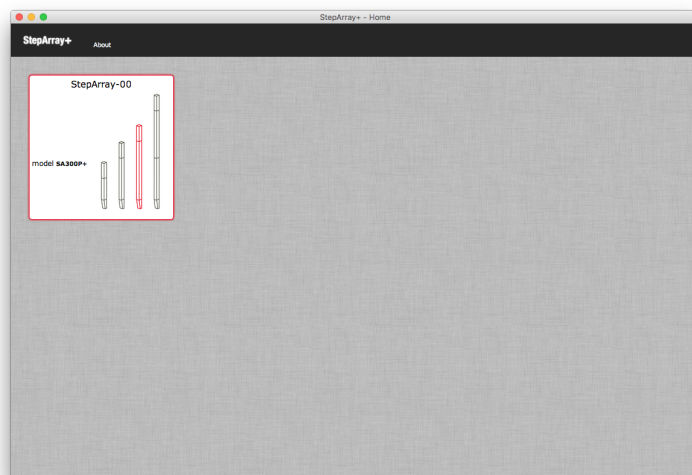 StepArray+ - Home
StepArray+
About
StepArray-00
model SA300P+